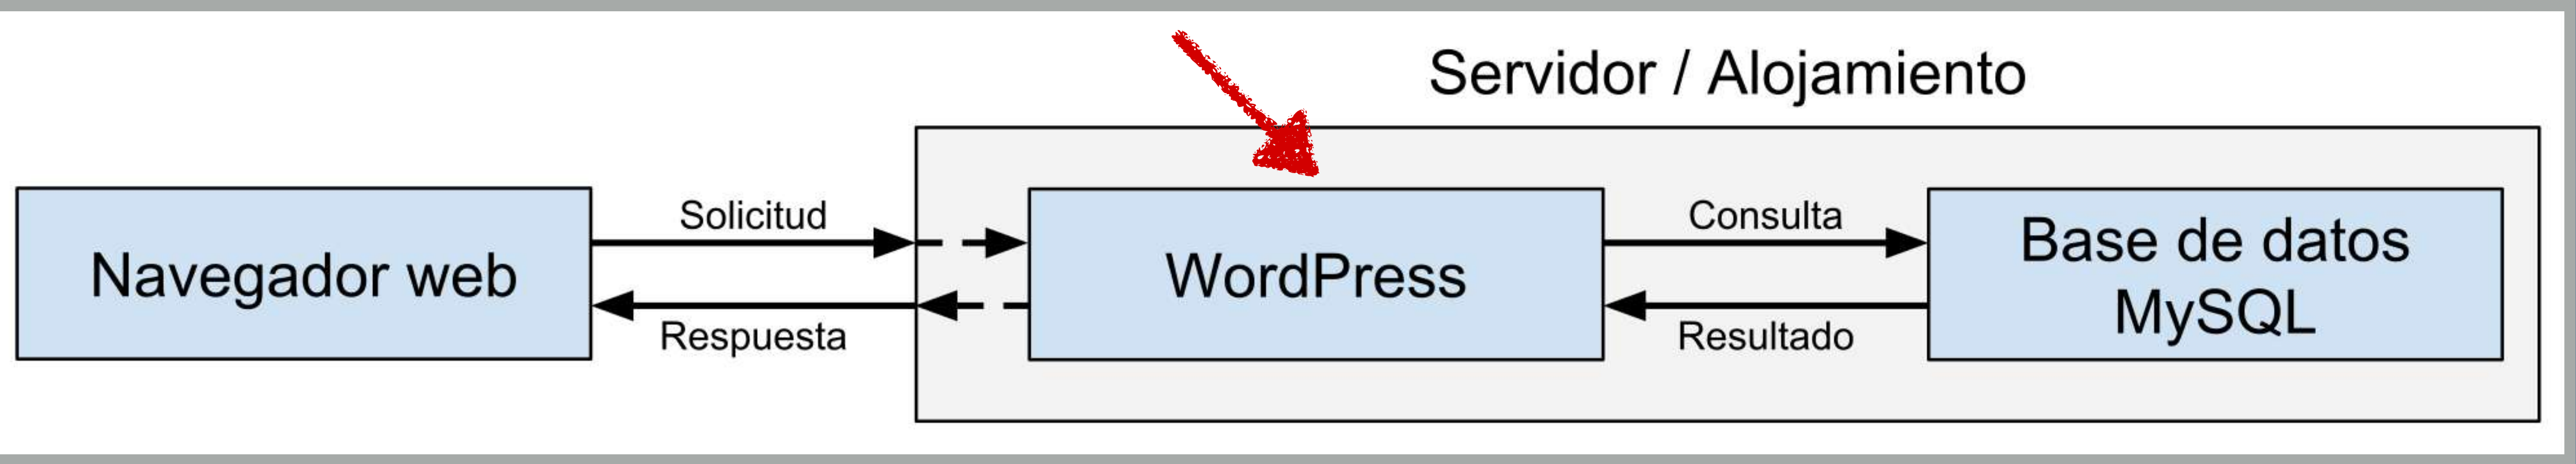 Servidor / Alojamiento
Navegador web
Solicitud
Respuesta
WordPress
Consulta
Resultado
Base de datos
MySQL